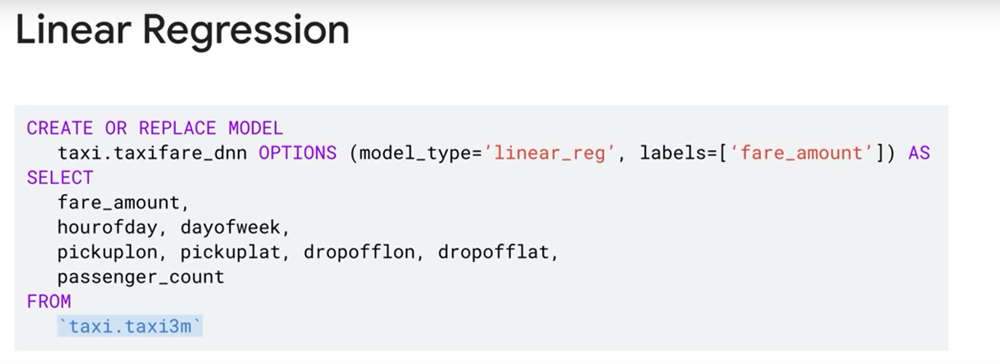 Linear Regression
CREATE OR REPLACE MODEL
taxi.taxifare_dnn OPTIONS (model_type=’linear_reg’, labels=[‘fare_amount’]) AS
SELECT
fare_amount,
hourofday, dayofweek,
pickuplon, pickuplat, dropofflon, dropofflat,
passenger_count
FROM
`taxi.taxi3m`